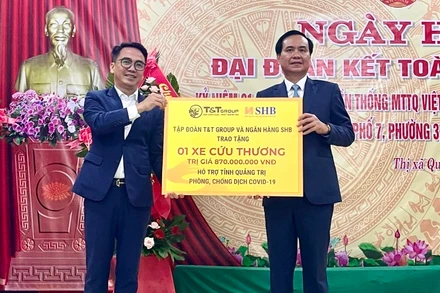 NGÀY H
ĐẠI ĐOÀN KẾT TOÀ
KỶ NIỆM
THỐNG MTTQ VIỆT
PHỐ 7, PHƯỜNG 3
Thị xã Qu
T&T GROUP SHB
TẬP ĐOÀN T&T GROUP VÀ NGÂN HÀNG SHB
TRAO TẶNG
01 XE CỨU THƯƠNG
TRỊ GIÁ 870.000.000 VNĐ
HỖ TRỢ TỈNH QUẢNG TRỊ
PHÒNG, CHỐNG DỊCH COVID-19